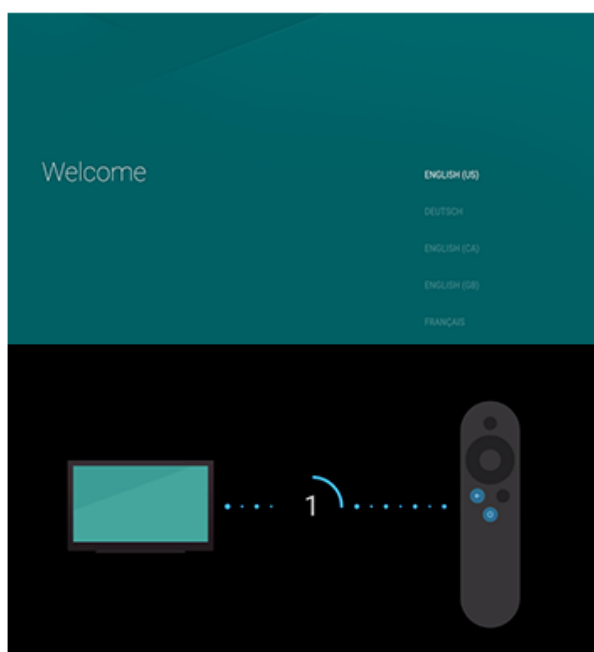 Welcome
ENGLISH (US)
DEUTSCH
ENGLISH (CA)
ENGLISH (GB)
FRANÇAIS
1